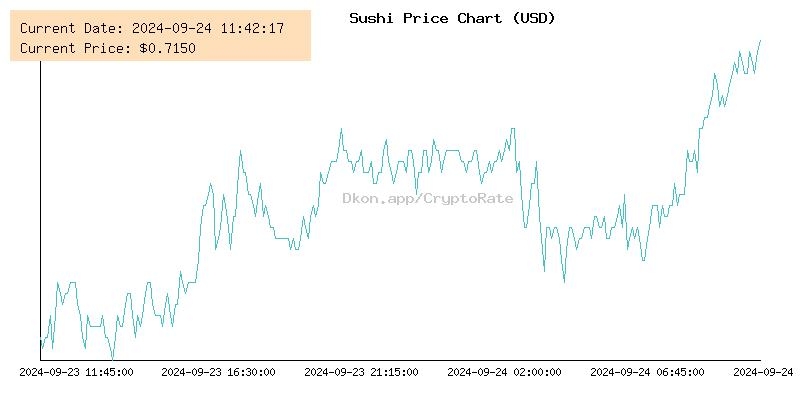 Sushi Price Chart (USD)
Current Date: 2024-09-24 11:42:17
Current Price: $0.7150
Dkon.app/CryptoRate
2024-09-23 11:45:00 2024-09-23 16:30:00 2024-09-23 21:15:00 2024-09-24 02:00:00 2024-09-24 06:45:00 2024-09-24